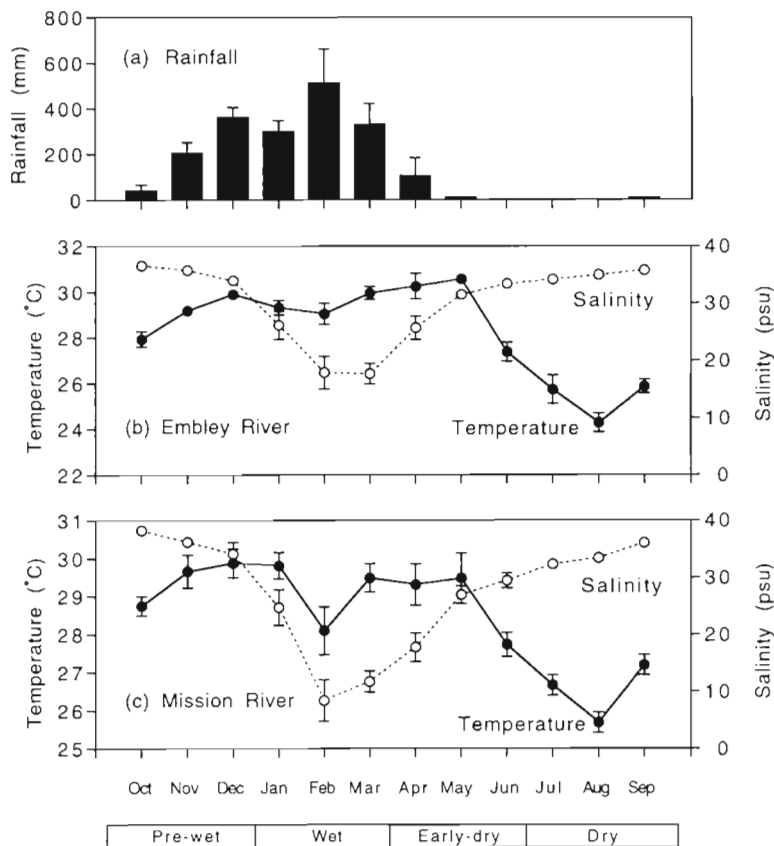 800
600
400
200
0
Rainfall (mm)
(a) Rainfall
32
30
28
26
24
22
Temperature (°C)
40
30
20
10
0
Salinity (psu)
Salinity
Temperature
(b) Embley River
31
30
29
28
27
26
25
Temperature (°C)
40
30
20
10
0
Salinity (psu)
Salinity
Temperature
(c) Mission River
Oct Nov Dec Jan Feb Mar Apr May Jun Jul Aug Sep
Pre-wet Wet Early-dry Dry